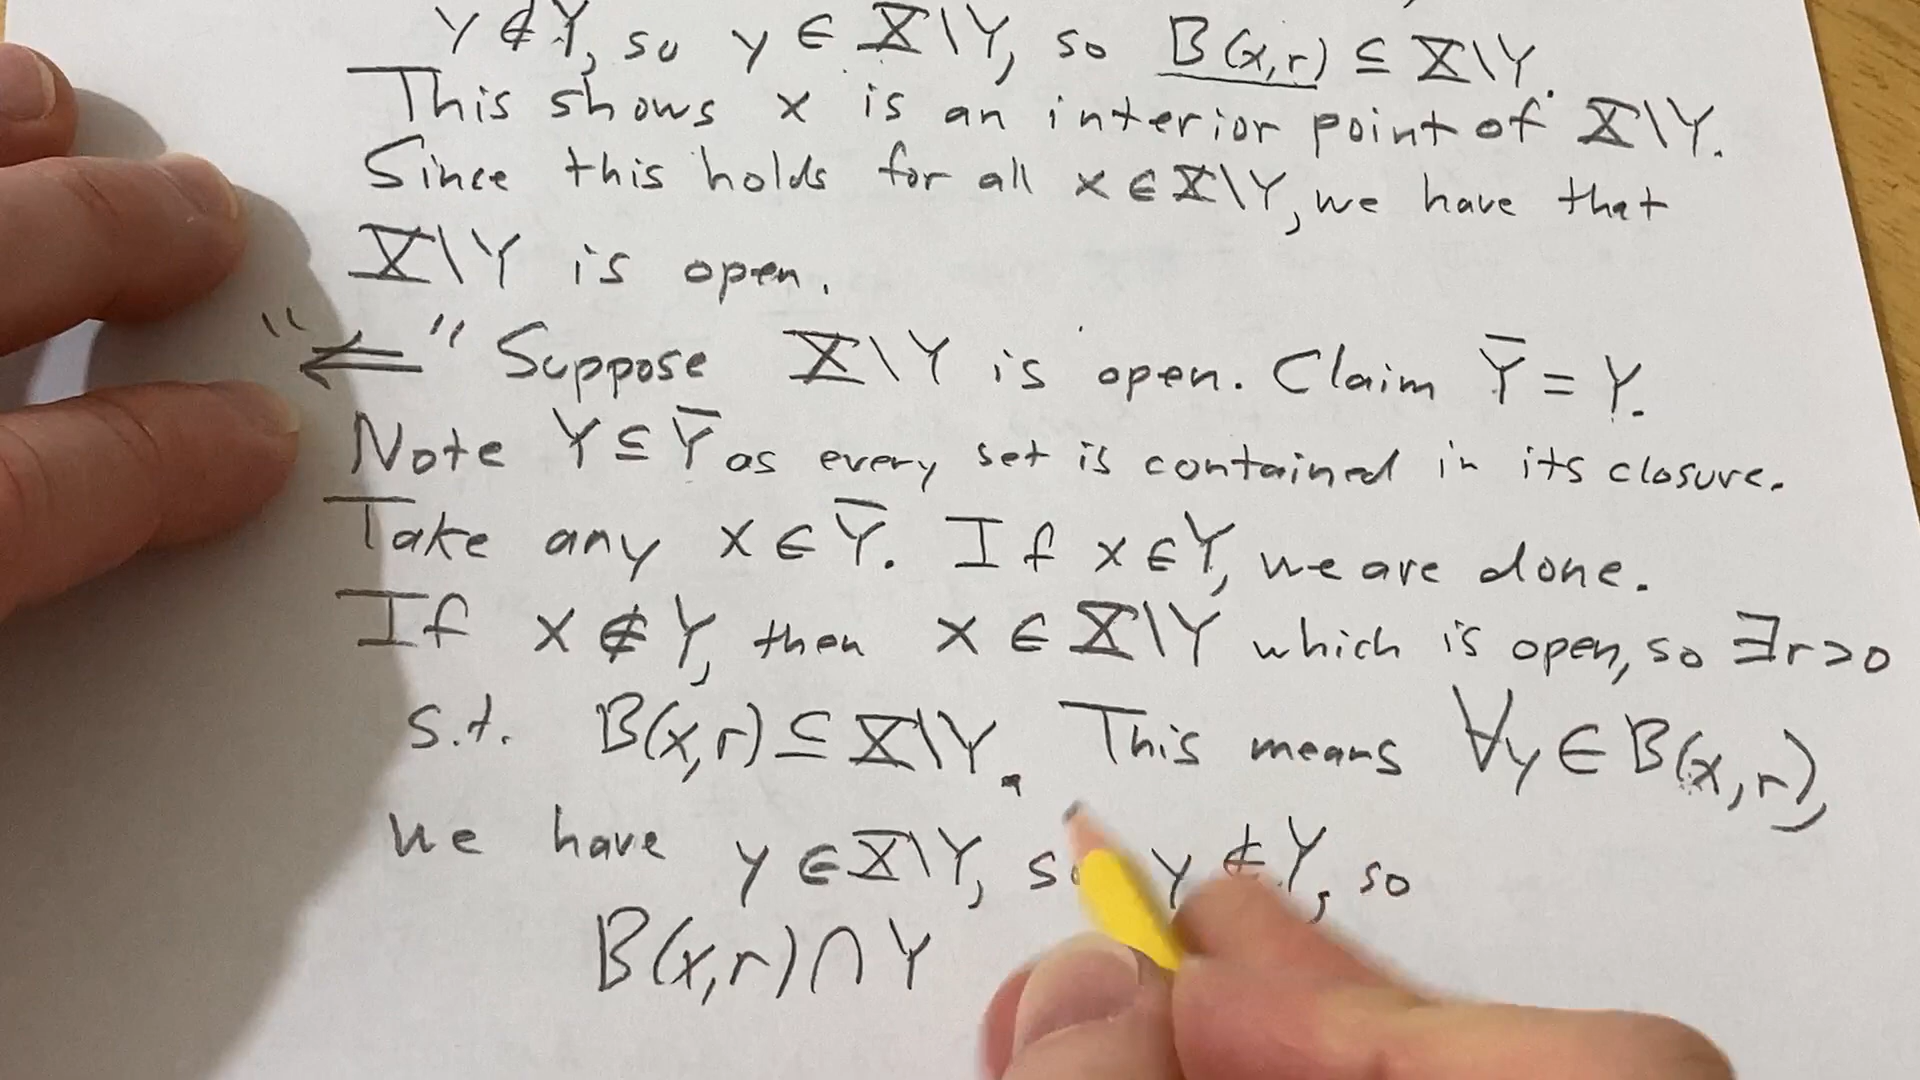 y ∉ Y, so y ∈ X\Y, so B(x,r) ⊆ X\Y.
This shows x is an interior point of X\Y.
Since this holds for all x ∈ X\Y, we have that
X\Y is open.
"⇐" Suppose X\Y is open. Claim Ȳ = Y.
Note Y ⊆ Ȳ as every set is contained in its closure.
Take any x ∈ Ȳ. If x ∈ Y, we are done.
If x ∉ Y, then x ∈ X\Y which is open, so ∃r>0
s.t. B(x,r) ⊆ X\Y. This means ∀y ∈ B(x,r),
we have y ∈ X\Y, so y ∉ Y, so
B(x,r) ∩ Y